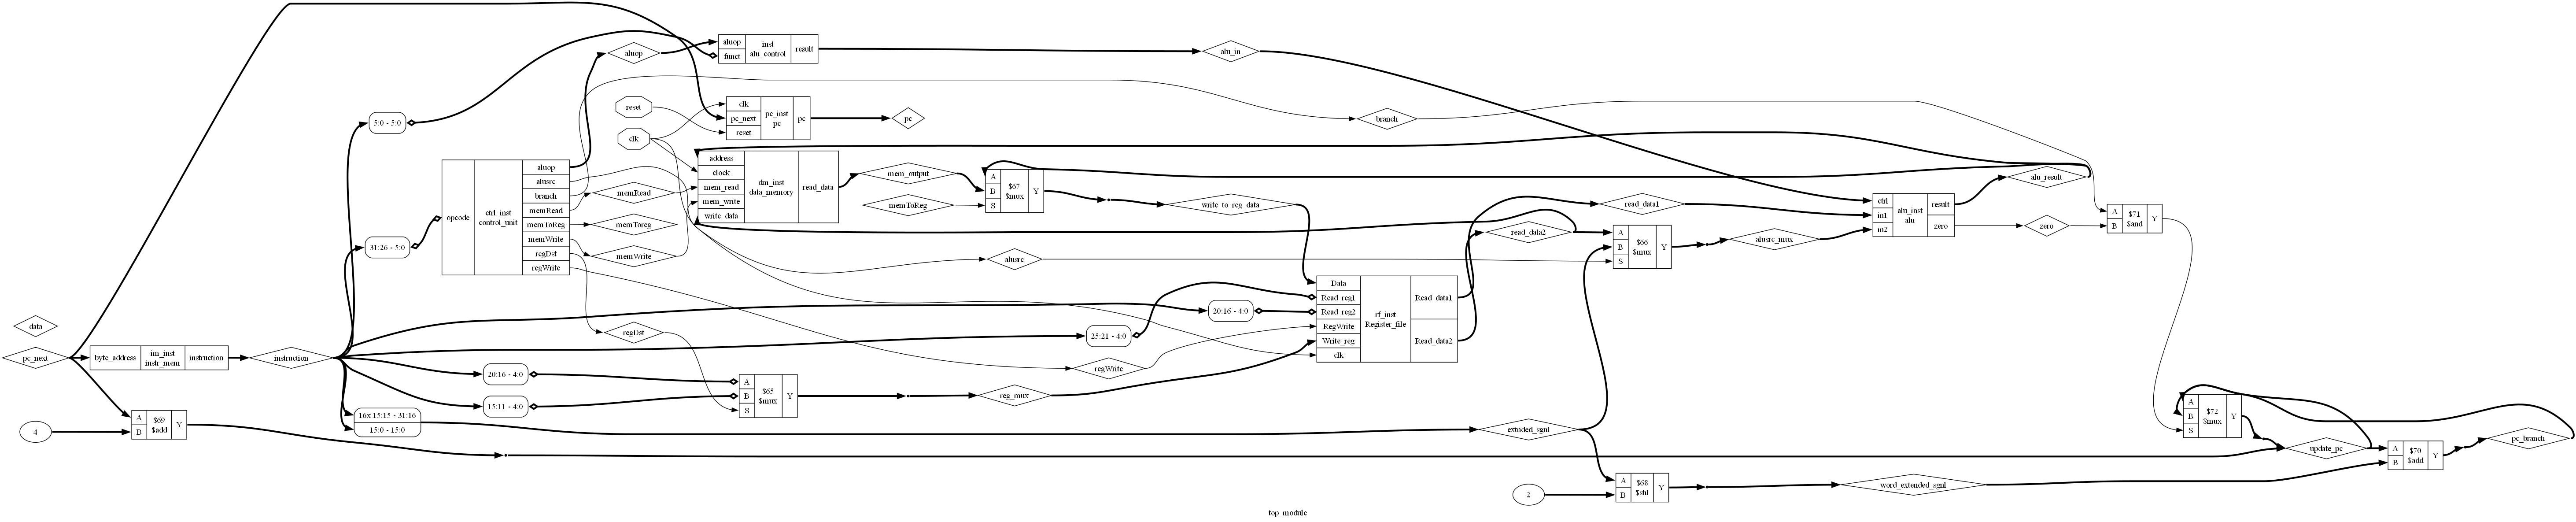 aluop
aluop
funct
inst
alu_control
result
alu_in
reset
clk
pc_next
reset
pc_inst
pc
pc
pc
branch
5:0 - 5:0
clk
address
clock
mem_read
mem_write
write_data
dm_inst
data_memory
read_data
mem_output
memToReg
A
B
S
$67
$mux
Y
write_to_reg_data
opcode
ctrl_inst
control_unit
aluop
alusrc
branch
memRead
memToReg
memWrite
regDst
regWrite
memRead
memToreg
memWrite
31:26 - 5:0
read_data1
read_data2
A
B
S
$66
$mux
Y
alusrc_mux
ctrl
in1
in2
alu_inst
alu
result
zero
alu_result
zero
A
B
$71
$and
Y
alusrc
Data
Read_reg1
Read_reg2
RegWrite
Write_reg
clk
rf_inst
Register_file
Read_data1
Read_data2
20:16 - 4:0
25:21 - 4:0
data
pc_next
byte_address
im_inst
instr_mem
instruction
instruction
regDst
regWrite
20:16 - 4:0
15:11 - 4:0
A
B
S
$65
$mux
Y
reg_mux
16x 15:15 - 31:16
15:0 - 15:0
4
A
B
$69
$add
Y
extnded_sgnl
2
A
B
$68
$shl
Y
word_extended_sgnl
A
B
S
$72
$mux
Y
update_pc
A
B
$70
$add
Y
pc_branch
top_module